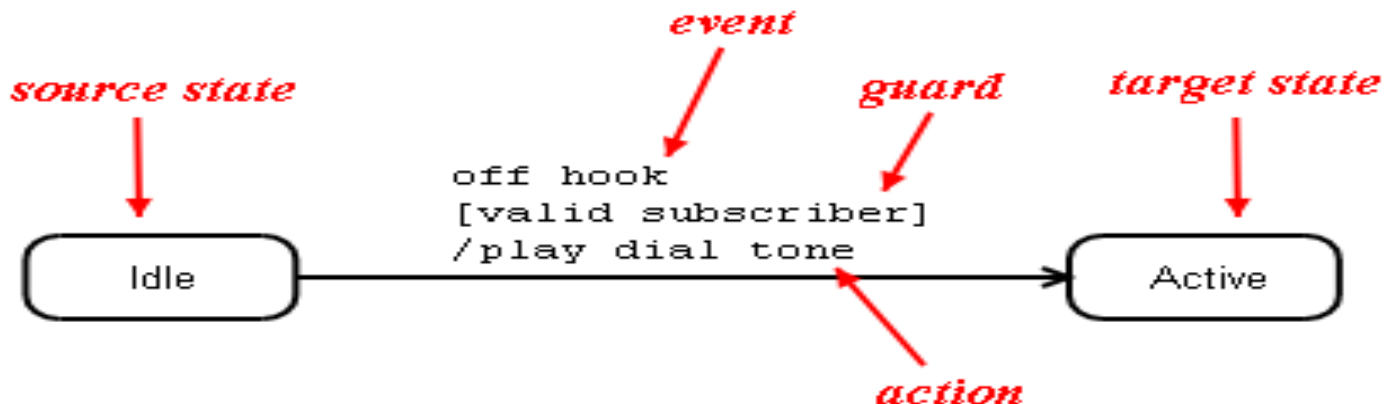 event
source state
guard
target state
off hook
[valid subscriber]
/play dial tone
Idle
Active
action